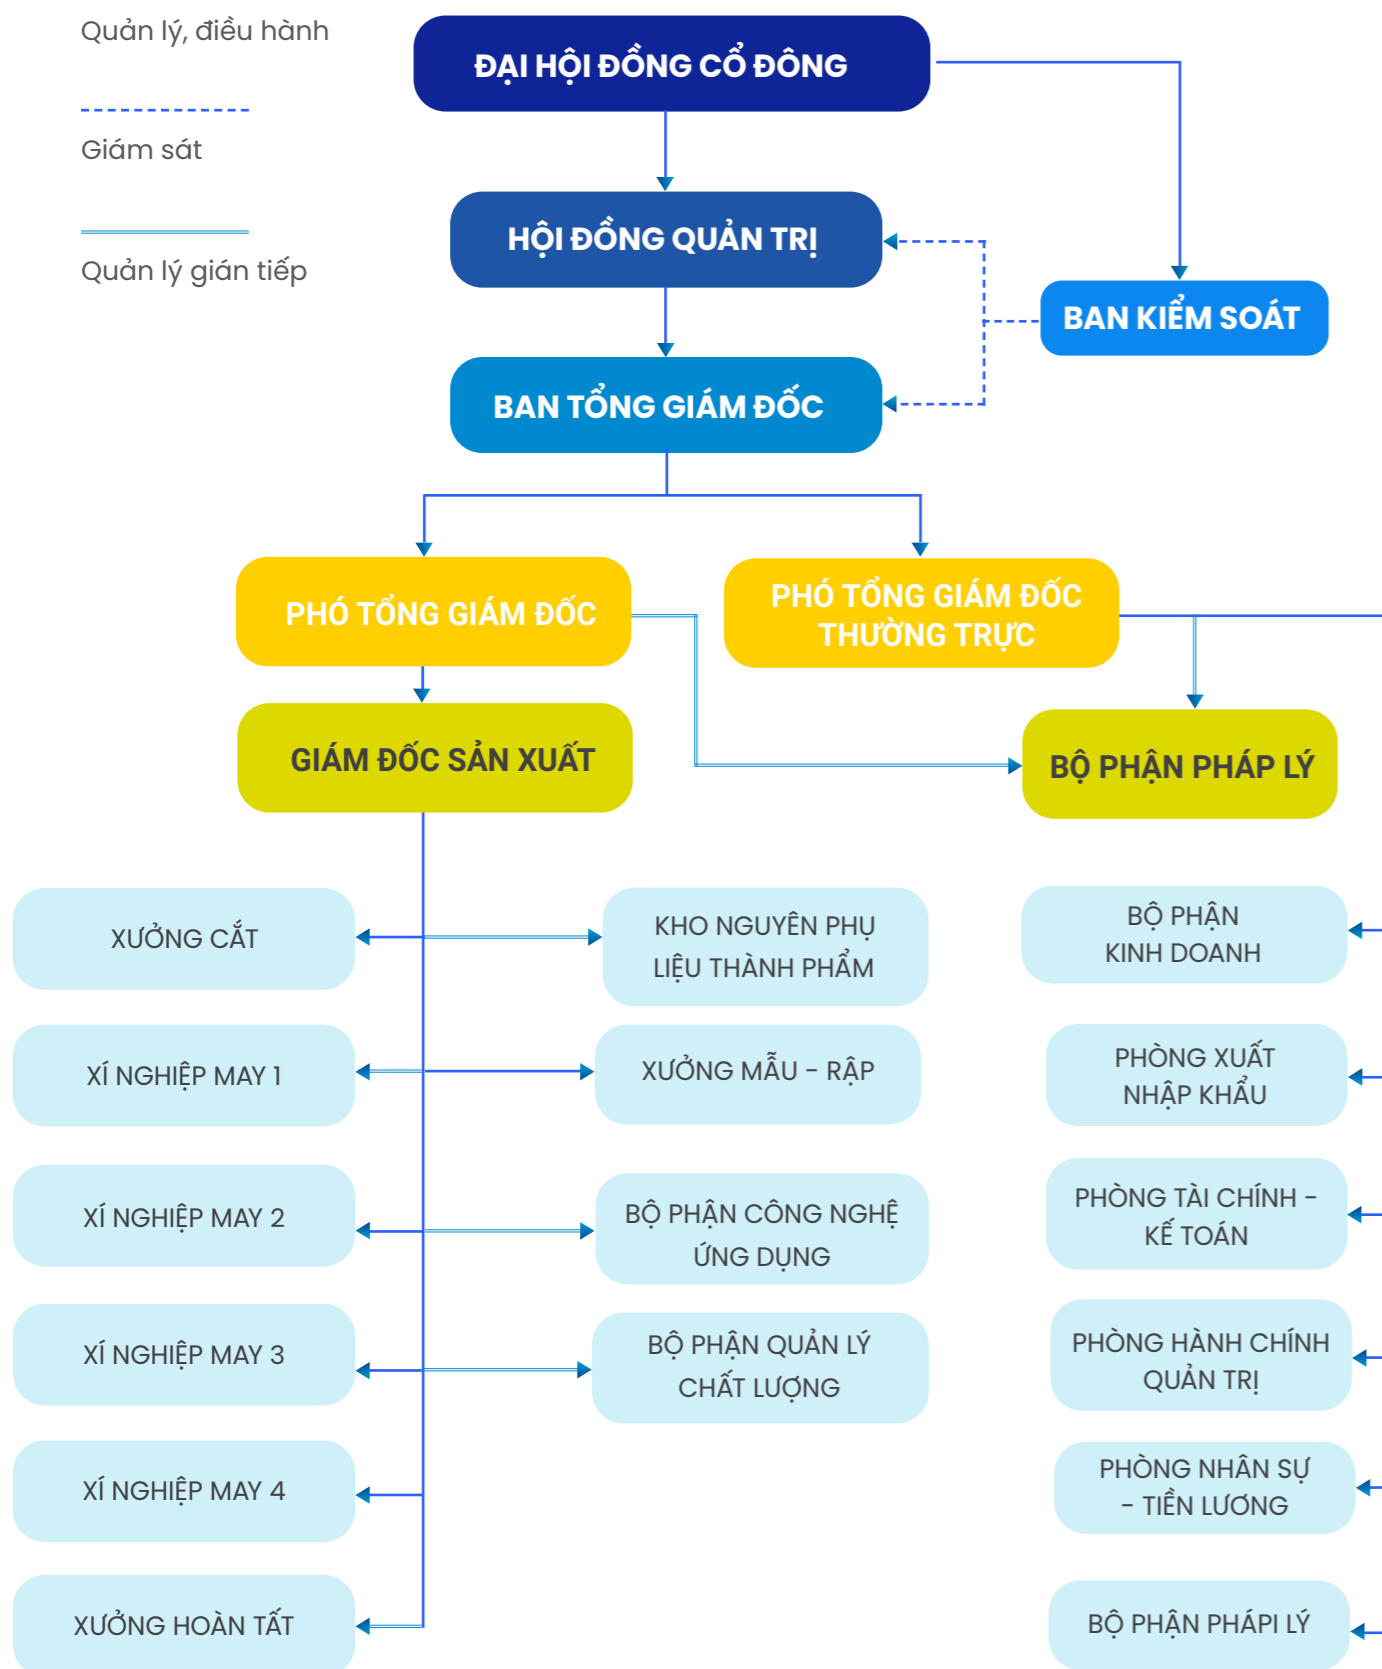 Quản lý, điều hành
Giám sát
Quản lý gián tiếp
ĐẠI HỘI ĐỒNG CỔ ĐÔNG
HỘI ĐỒNG QUẢN TRỊ
BAN KIỂM SOÁT
BAN TỔNG GIÁM ĐỐC
PHÓ TỔNG GIÁM ĐỐC
PHÓ TỔNG GIÁM ĐỐC
THƯỜNG TRỰC
GIÁM ĐỐC SẢN XUẤT
BỘ PHẬN PHÁP LÝ
XƯỞNG CẮT
XÍ NGHIỆP MAY 1
XÍ NGHIỆP MAY 2
XÍ NGHIỆP MAY 3
XÍ NGHIỆP MAY 4
XƯỞNG HOÀN TẤT
KHO NGUYÊN PHỤ
LIỆU THÀNH PHẨM
XƯỞNG MẪU - RẬP
BỘ PHẬN CÔNG NGHỆ
ỨNG DỤNG
BỘ PHẬN QUẢN LÝ
CHẤT LƯỢNG
BỘ PHẬN
KINH DOANH
PHÒNG XUẤT
NHẬP KHẨU
PHÒNG TÀI CHÍNH -
KẾ TOÁN
PHÒNG HÀNH CHÍNH
QUẢN TRỊ
PHÒNG NHÂN SỰ
- TIỀN LƯƠNG
BỘ PHẬN PHÁPI LÝ